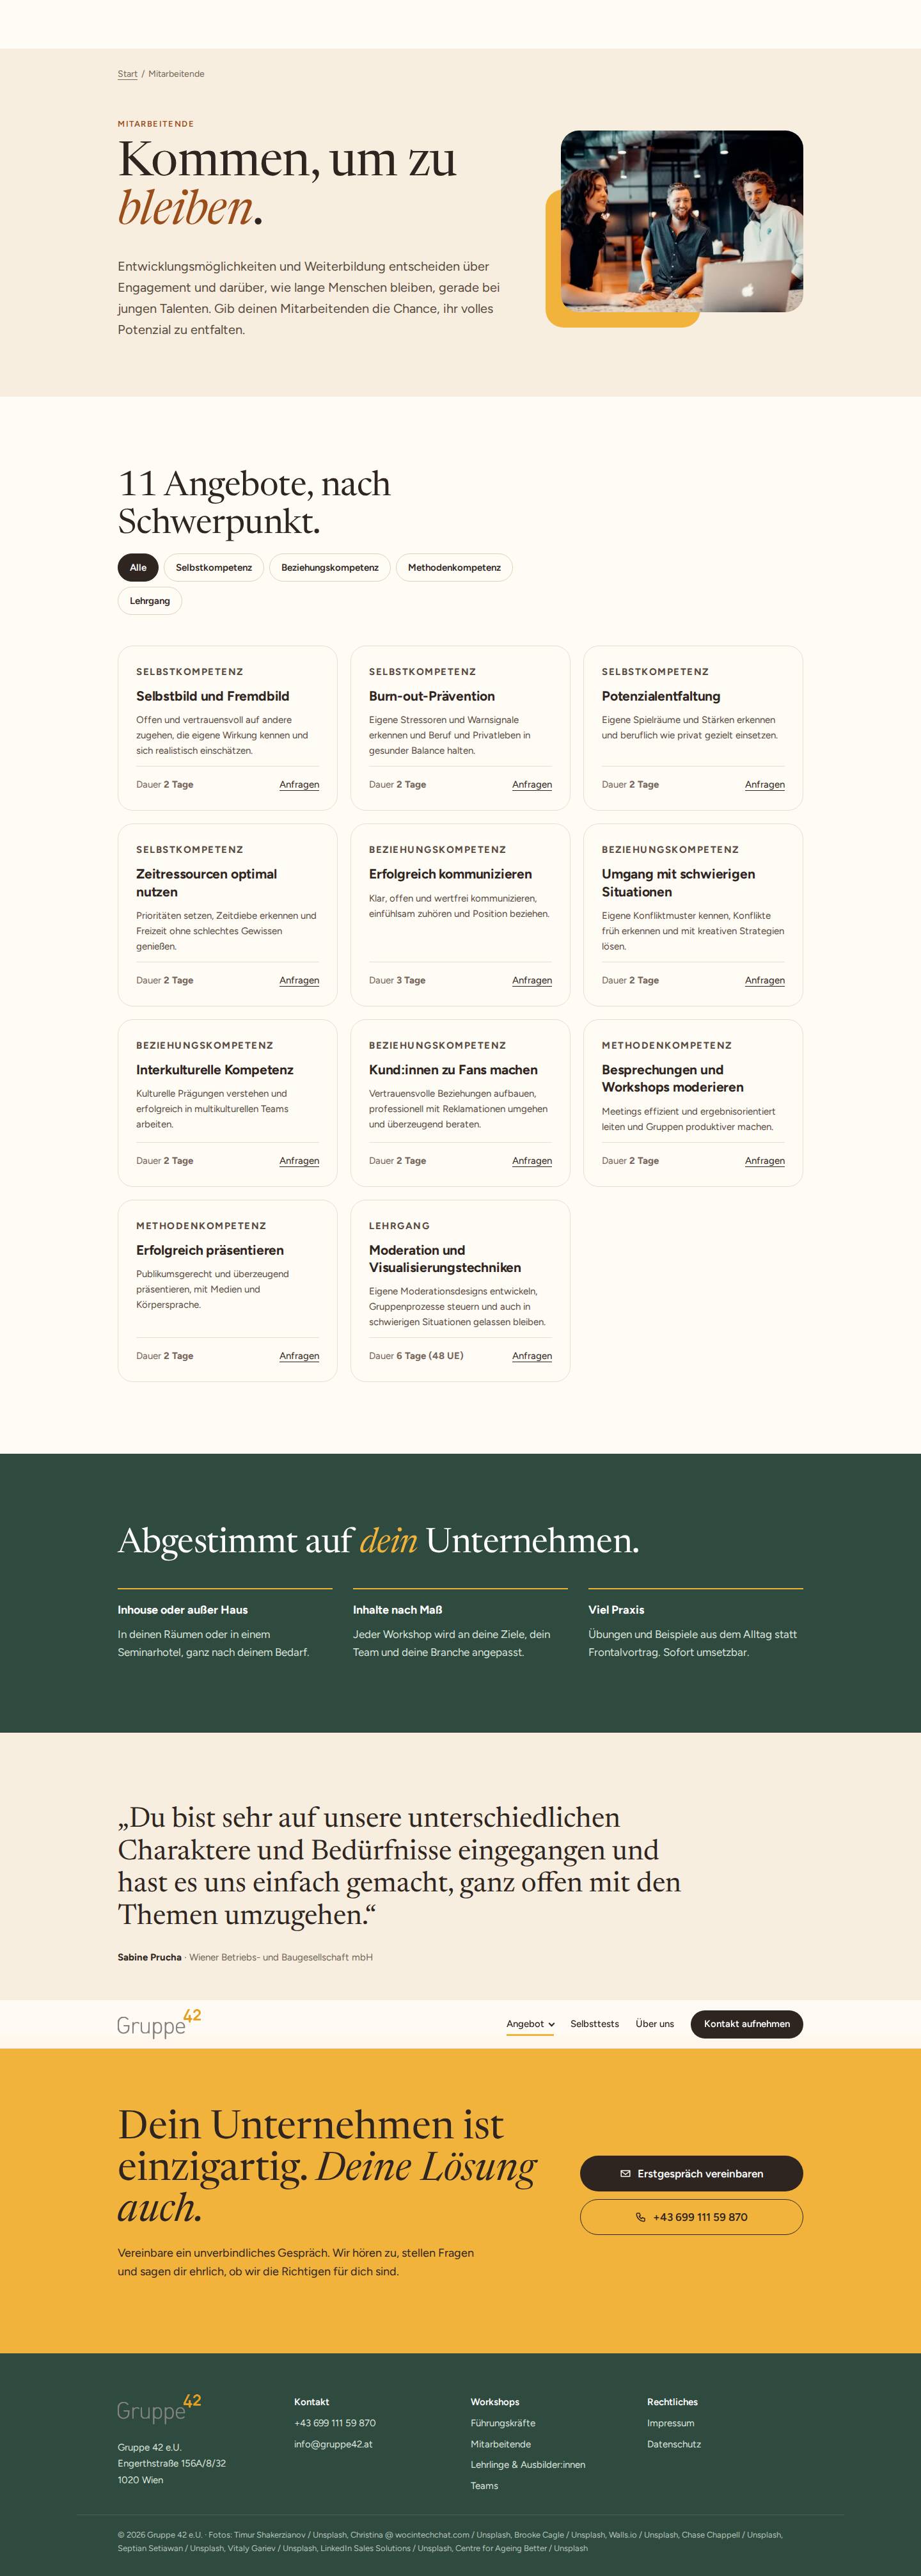 Start / Mitarbeitende
MITARBEITENDE
Kommen, um zu
bleiben.
Entwicklungsmöglichkeiten und Weiterbildung entscheiden über
Engagement und darüber, wie lange Menschen bleiben, gerade bei
jungen Talenten. Gib deinen Mitarbeitenden die Chance, ihr volles
Potenzial zu entfalten.
11 Angebote, nach
Schwerpunkt.
Alle Selbstkompetenz Beziehungskompetenz Methodenkompetenz
Lehrgang
SELBSTKOMPETENZ
Selbstbild und Fremdbild
Offen und vertrauensvoll auf andere
zugehen, die eigene Wirkung kennen und
sich realistisch einschätzen.
Dauer 2 Tage Anfragen
SELBSTKOMPETENZ
Burn-out-Prävention
Eigene Stressoren und Warnsignale
erkennen und Beruf und Privatleben in
gesunder Balance halten.
Dauer 2 Tage Anfragen
SELBSTKOMPETENZ
Potenzialentfaltung
Eigene Spielräume und Stärken erkennen
und beruflich wie privat gezielt einsetzen.
Dauer 2 Tage Anfragen
SELBSTKOMPETENZ
Zeitressourcen optimal
nutzen
Prioritäten setzen, Zeitdiebe erkennen und
Freizeit ohne schlechtes Gewissen
genießen.
Dauer 2 Tage Anfragen
BEZIEHUNGSKOMPETENZ
Erfolgreich kommunizieren
Klar, offen und wertfrei kommunizieren,
einfühlsam zuhören und Position beziehen.
Dauer 3 Tage Anfragen
BEZIEHUNGSKOMPETENZ
Umgang mit schwierigen
Situationen
Eigene Konfliktmuster kennen, Konflikte
früh erkennen und mit kreativen Strategien
lösen.
Dauer 2 Tage Anfragen
BEZIEHUNGSKOMPETENZ
Interkulturelle Kompetenz
Kulturelle Prägungen verstehen und
erfolgreich in multikulturellen Teams
arbeiten.
Dauer 2 Tage Anfragen
BEZIEHUNGSKOMPETENZ
Kund:innen zu Fans machen
Vertrauensvolle Beziehungen aufbauen,
professionell mit Reklamationen umgehen
und überzeugend beraten.
Dauer 2 Tage Anfragen
METHODENKOMPETENZ
Besprechungen und
Workshops moderieren
Meetings effizient und ergebnisorientiert
leiten und Gruppen produktiver machen.
Dauer 2 Tage Anfragen
METHODENKOMPETENZ
Erfolgreich präsentieren
Publikumsgerecht und überzeugend
präsentieren, mit Medien und
Körpersprache.
Dauer 2 Tage Anfragen
LEHRGANG
Moderation und
Visualisierungstechniken
Eigene Moderationsdesigns entwickeln,
Gruppenprozesse steuern und auch in
schwierigen Situationen gelassen bleiben.
Dauer 6 Tage (48 UE) Anfragen
Abgestimmt auf dein Unternehmen.
Inhouse oder außer Haus
In deinen Räumen oder in einem
Seminarhotel, ganz nach deinem Bedarf.
Inhalte nach Maß
Jeder Workshop wird an deine Ziele, dein
Team und deine Branche angepasst.
Viel Praxis
Übungen und Beispiele aus dem Alltag statt
Frontalvortrag. Sofort umsetzbar.
„Du bist sehr auf unsere unterschiedlichen
Charaktere und Bedürfnisse eingegangen und
hast es uns einfach gemacht, ganz offen mit den
Themen umzugehen.“
Sabine Prucha · Wiener Betriebs- und Baugesellschaft mbH
Gruppe 42 Angebot Selbsttests Über uns Kontakt aufnehmen
Dein Unternehmen ist
einzigartig. Deine Lösung
auch.
Vereinbare ein unverbindliches Gespräch. Wir hören zu, stellen Fragen
und sagen dir ehrlich, ob wir die Richtigen für dich sind.
Erstgespräch vereinbaren
+43 699 111 59 870
Gruppe 42
Gruppe 42 e.U.
Engerthstraße 156A/8/32
1020 Wien
Kontakt
+43 699 111 59 870
info@gruppe42.at
Workshops
Führungskräfte
Mitarbeitende
Lehrlinge & Ausbilder:innen
Teams
Rechtliches
Impressum
Datenschutz
© 2026 Gruppe 42 e.U. · Fotos: Timur Shakerzianov / Unsplash, Christina @ wocintechchat.com / Unsplash, Brooke Cagle / Unsplash, Walls.io / Unsplash, Chase Chappell / Unsplash,
Septian Setiawan / Unsplash, Vitaly Gariev / Unsplash, LinkedIn Sales Solutions / Unsplash, Centre for Ageing Better / Unsplash